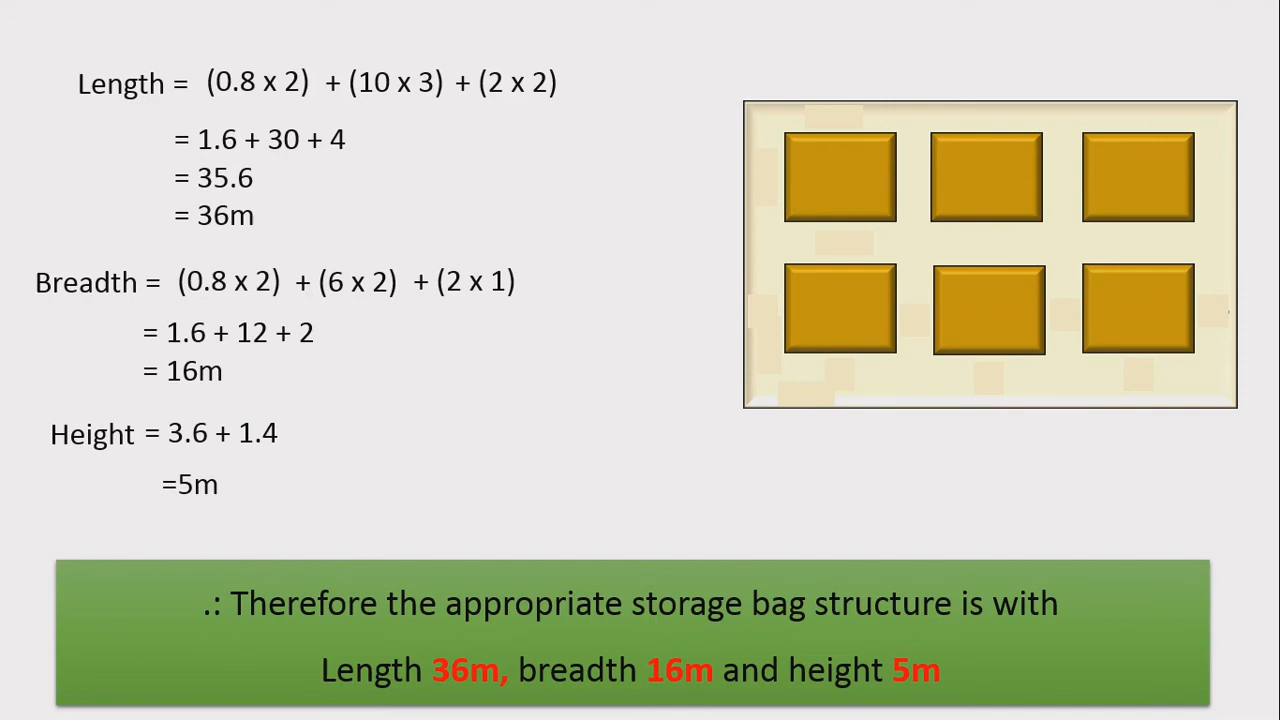 Length = (0.8 x 2) + (10 x 3) + (2 x 2)
= 1.6 + 30 + 4
= 35.6
= 36m
Breadth = (0.8 x 2) + (6 x 2) + (2 x 1)
= 1.6 + 12 + 2
= 16m
Height = 3.6 + 1.4
=5m
.: Therefore the appropriate storage bag structure is with
Length 36m, breadth 16m and height 5m